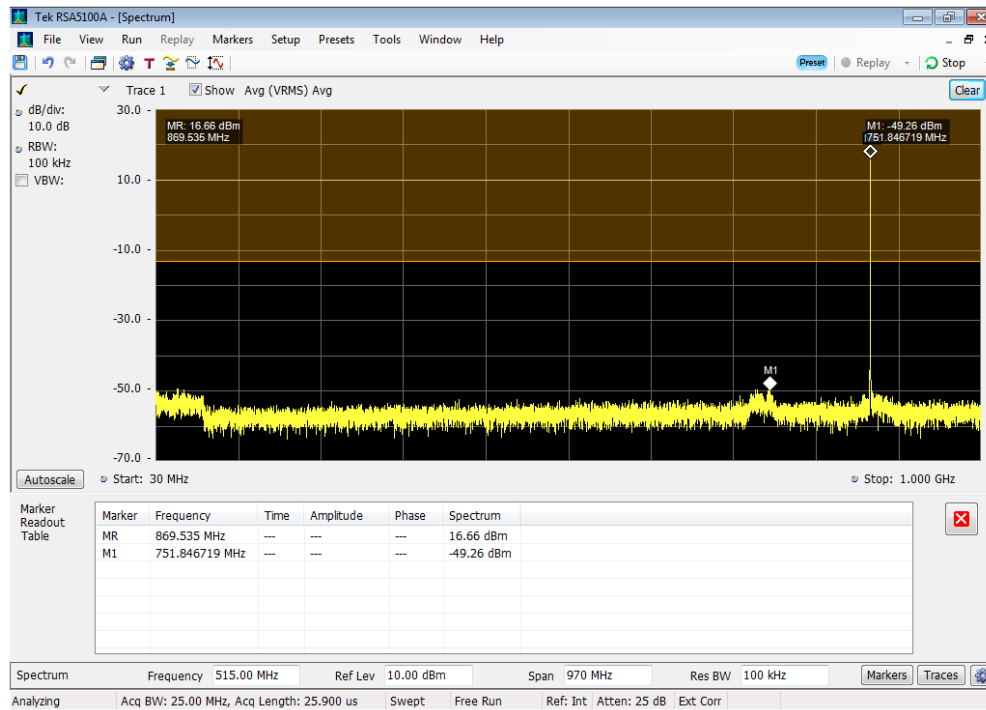 Tek RSA5100A - [Spectrum]
File View Run Replay Markers Setup Presets Tools Window Help
T Preset Replay Stop
Trace 1 Show Avg (VRMS) Avg Clear
dB/div:
10.0 dB
RBW:
100 kHz
VBW:
30.0
10.0
-10.0
-30.0
-50.0
-70.0
MR: 16.66 dBm
869.535 MHz
M1: -49.26 dBm
751.846719 MHz
M1
Autoscale Start: 30 MHz Stop: 1.000 GHz
Marker
Readout
Table
Marker Frequency Time Amplitude Phase Spectrum
MR 869.535 MHz --- --- --- 16.66 dBm
M1 751.846719 MHz --- --- --- -49.26 dBm
Spectrum Frequency 515.00 MHz Ref Lev 10.00 dBm Span 970 MHz Res BW 100 kHz Markers Traces
Analyzing Acq BW: 25.00 MHz, Acq Length: 25.900 us Swept Free Run Ref: Int Atten: 25 dB Ext Corr